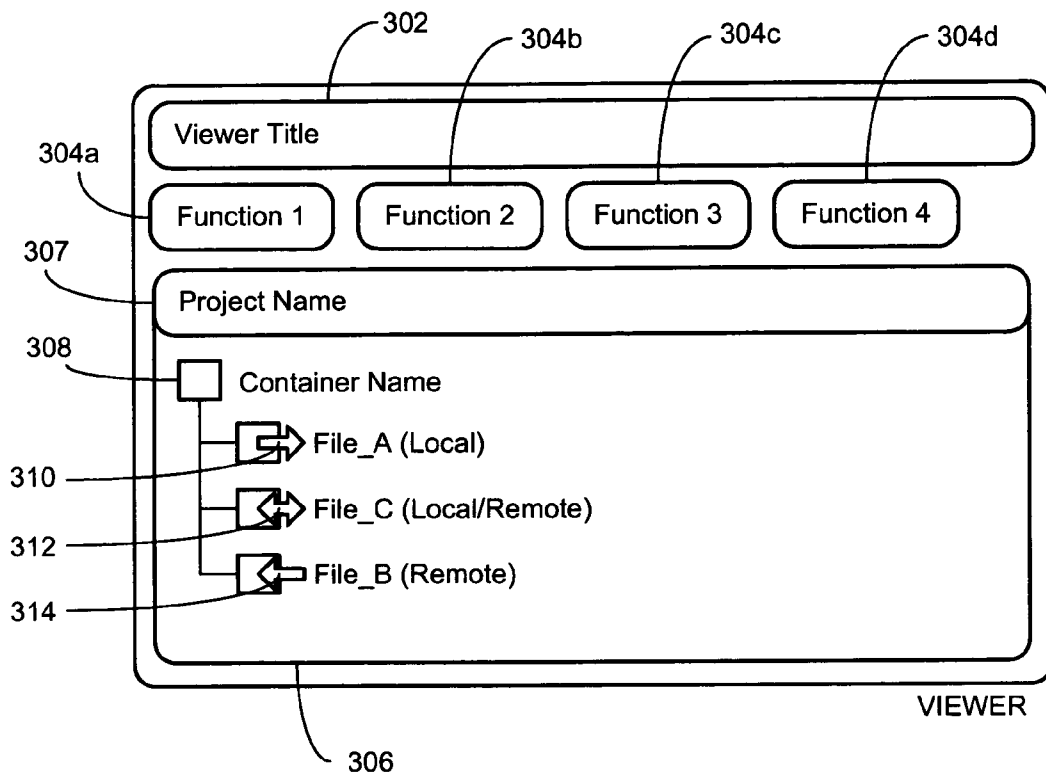 302
304b
304c
304d
Viewer Title
304a
Function 1
Function 2
Function 3
Function 4
307
Project Name
308
Container Name
File_A (Local)
310
File_C (Local/Remote)
312
File_B (Remote)
314
VIEWER
306